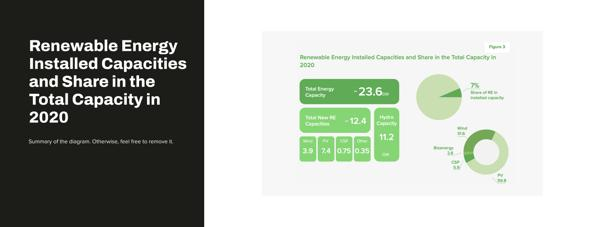 Renewable Energy
Installed Capacities
and Share in the
Total Capacity in
2020
Summary of the diagram. Otherwise, feel free to remove it.
Figure 3
Renewable Energy Installed Capacities and Share in the Total Capacity in
2020
Total Energy
Capacity
~23.6GW
Total New RE
Capacities
~12.4
Hydro
Capacity
11.2
GW
Wind
3.9
PV
7.4
CSP
0.75
Other
0.35
7%
Share of RE in
installed capacity
Wind
Bioenergy
CSP
PV